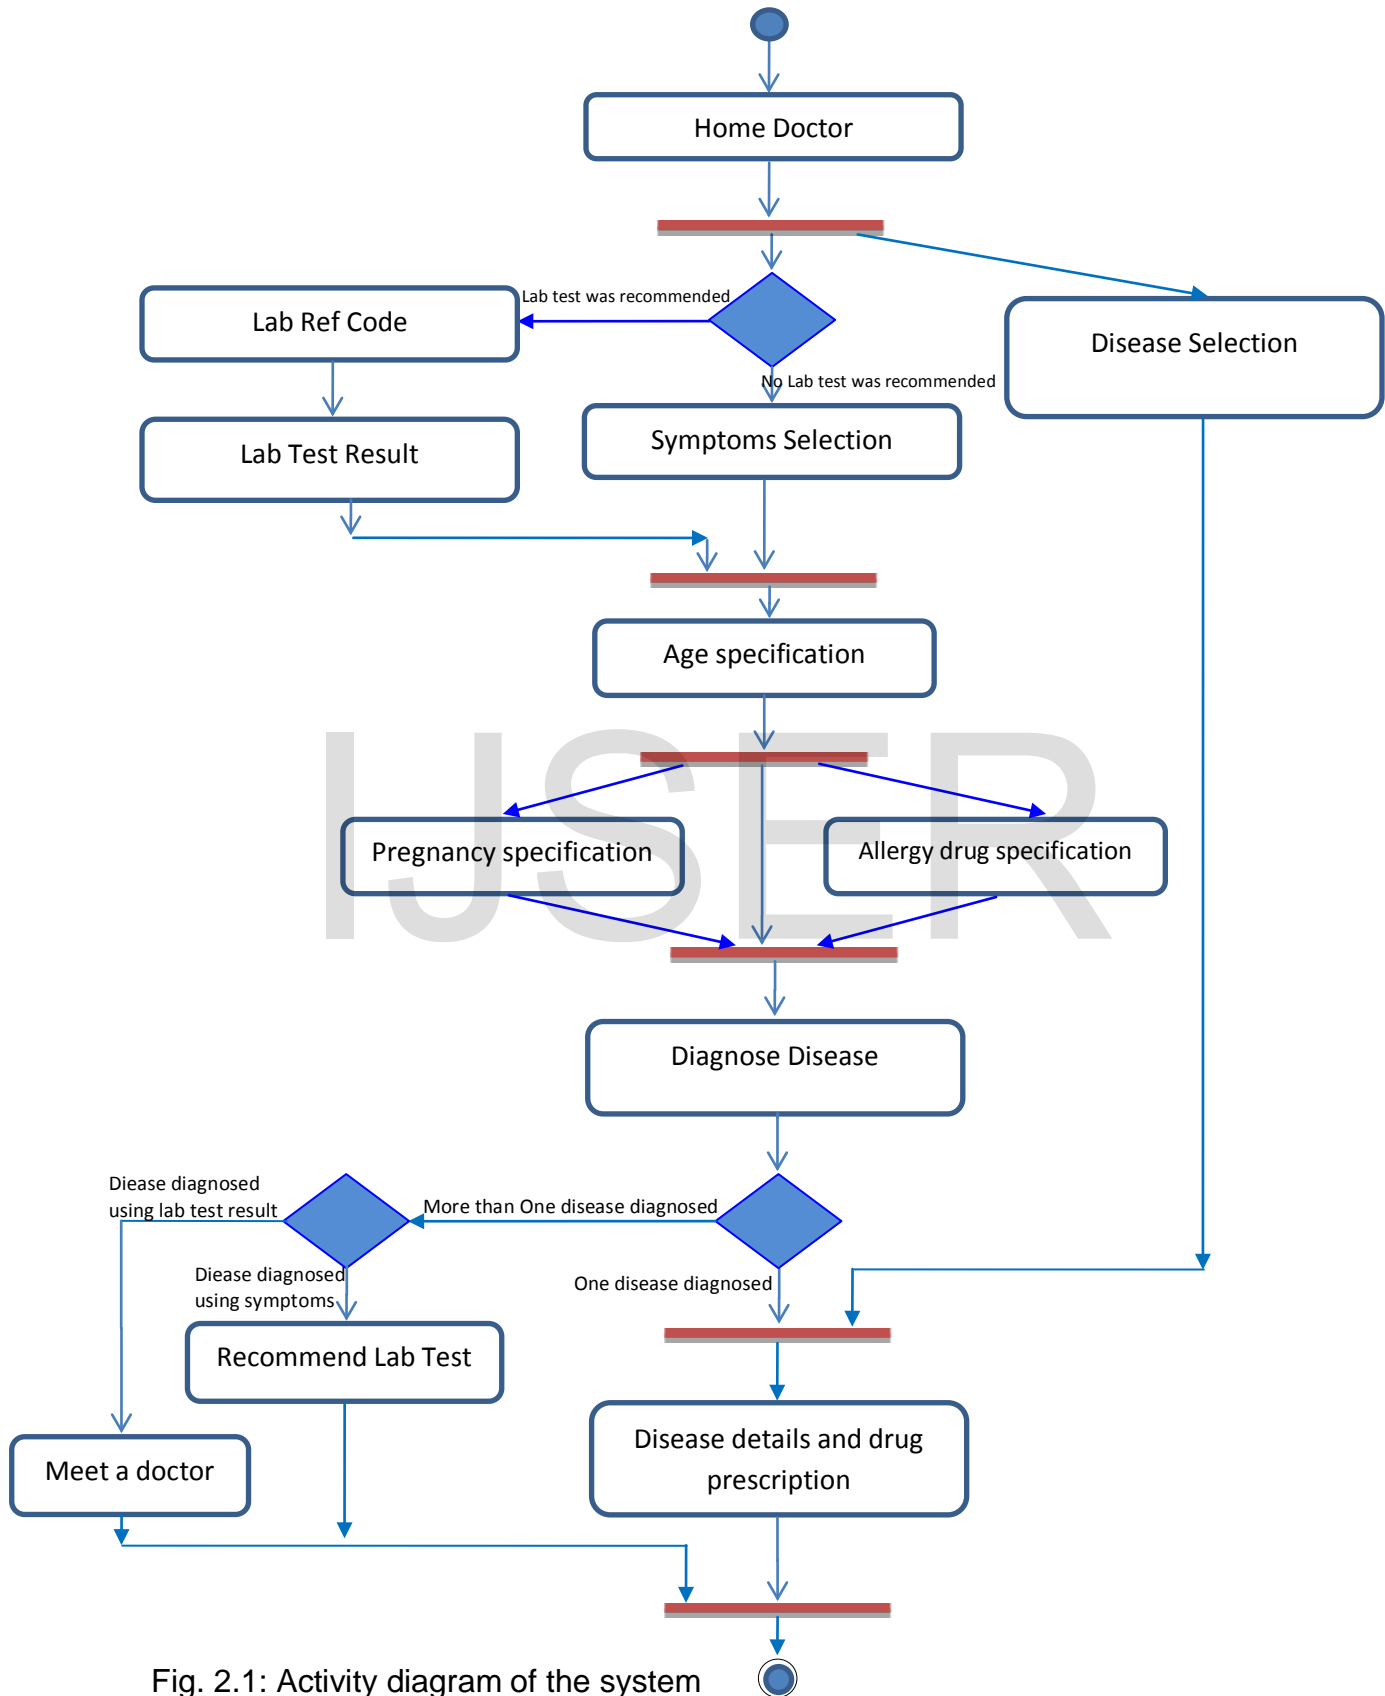 Home Doctor
Lab test was recommended
Lab Ref Code
Disease Selection
No Lab test was recommended
Symptoms Selection
Lab Test Result
Age specification
IJSER
Pregnancy specification
Allergy drug specification
Diagnose Disease
Diease diagnosed
using lab test result
More than One disease diagnosed
Diease diagnosed
using symptoms
One disease diagnosed
Recommend Lab Test
Disease details and drug
prescription
Meet a doctor
Fig. 2.1: Activity diagram of the system